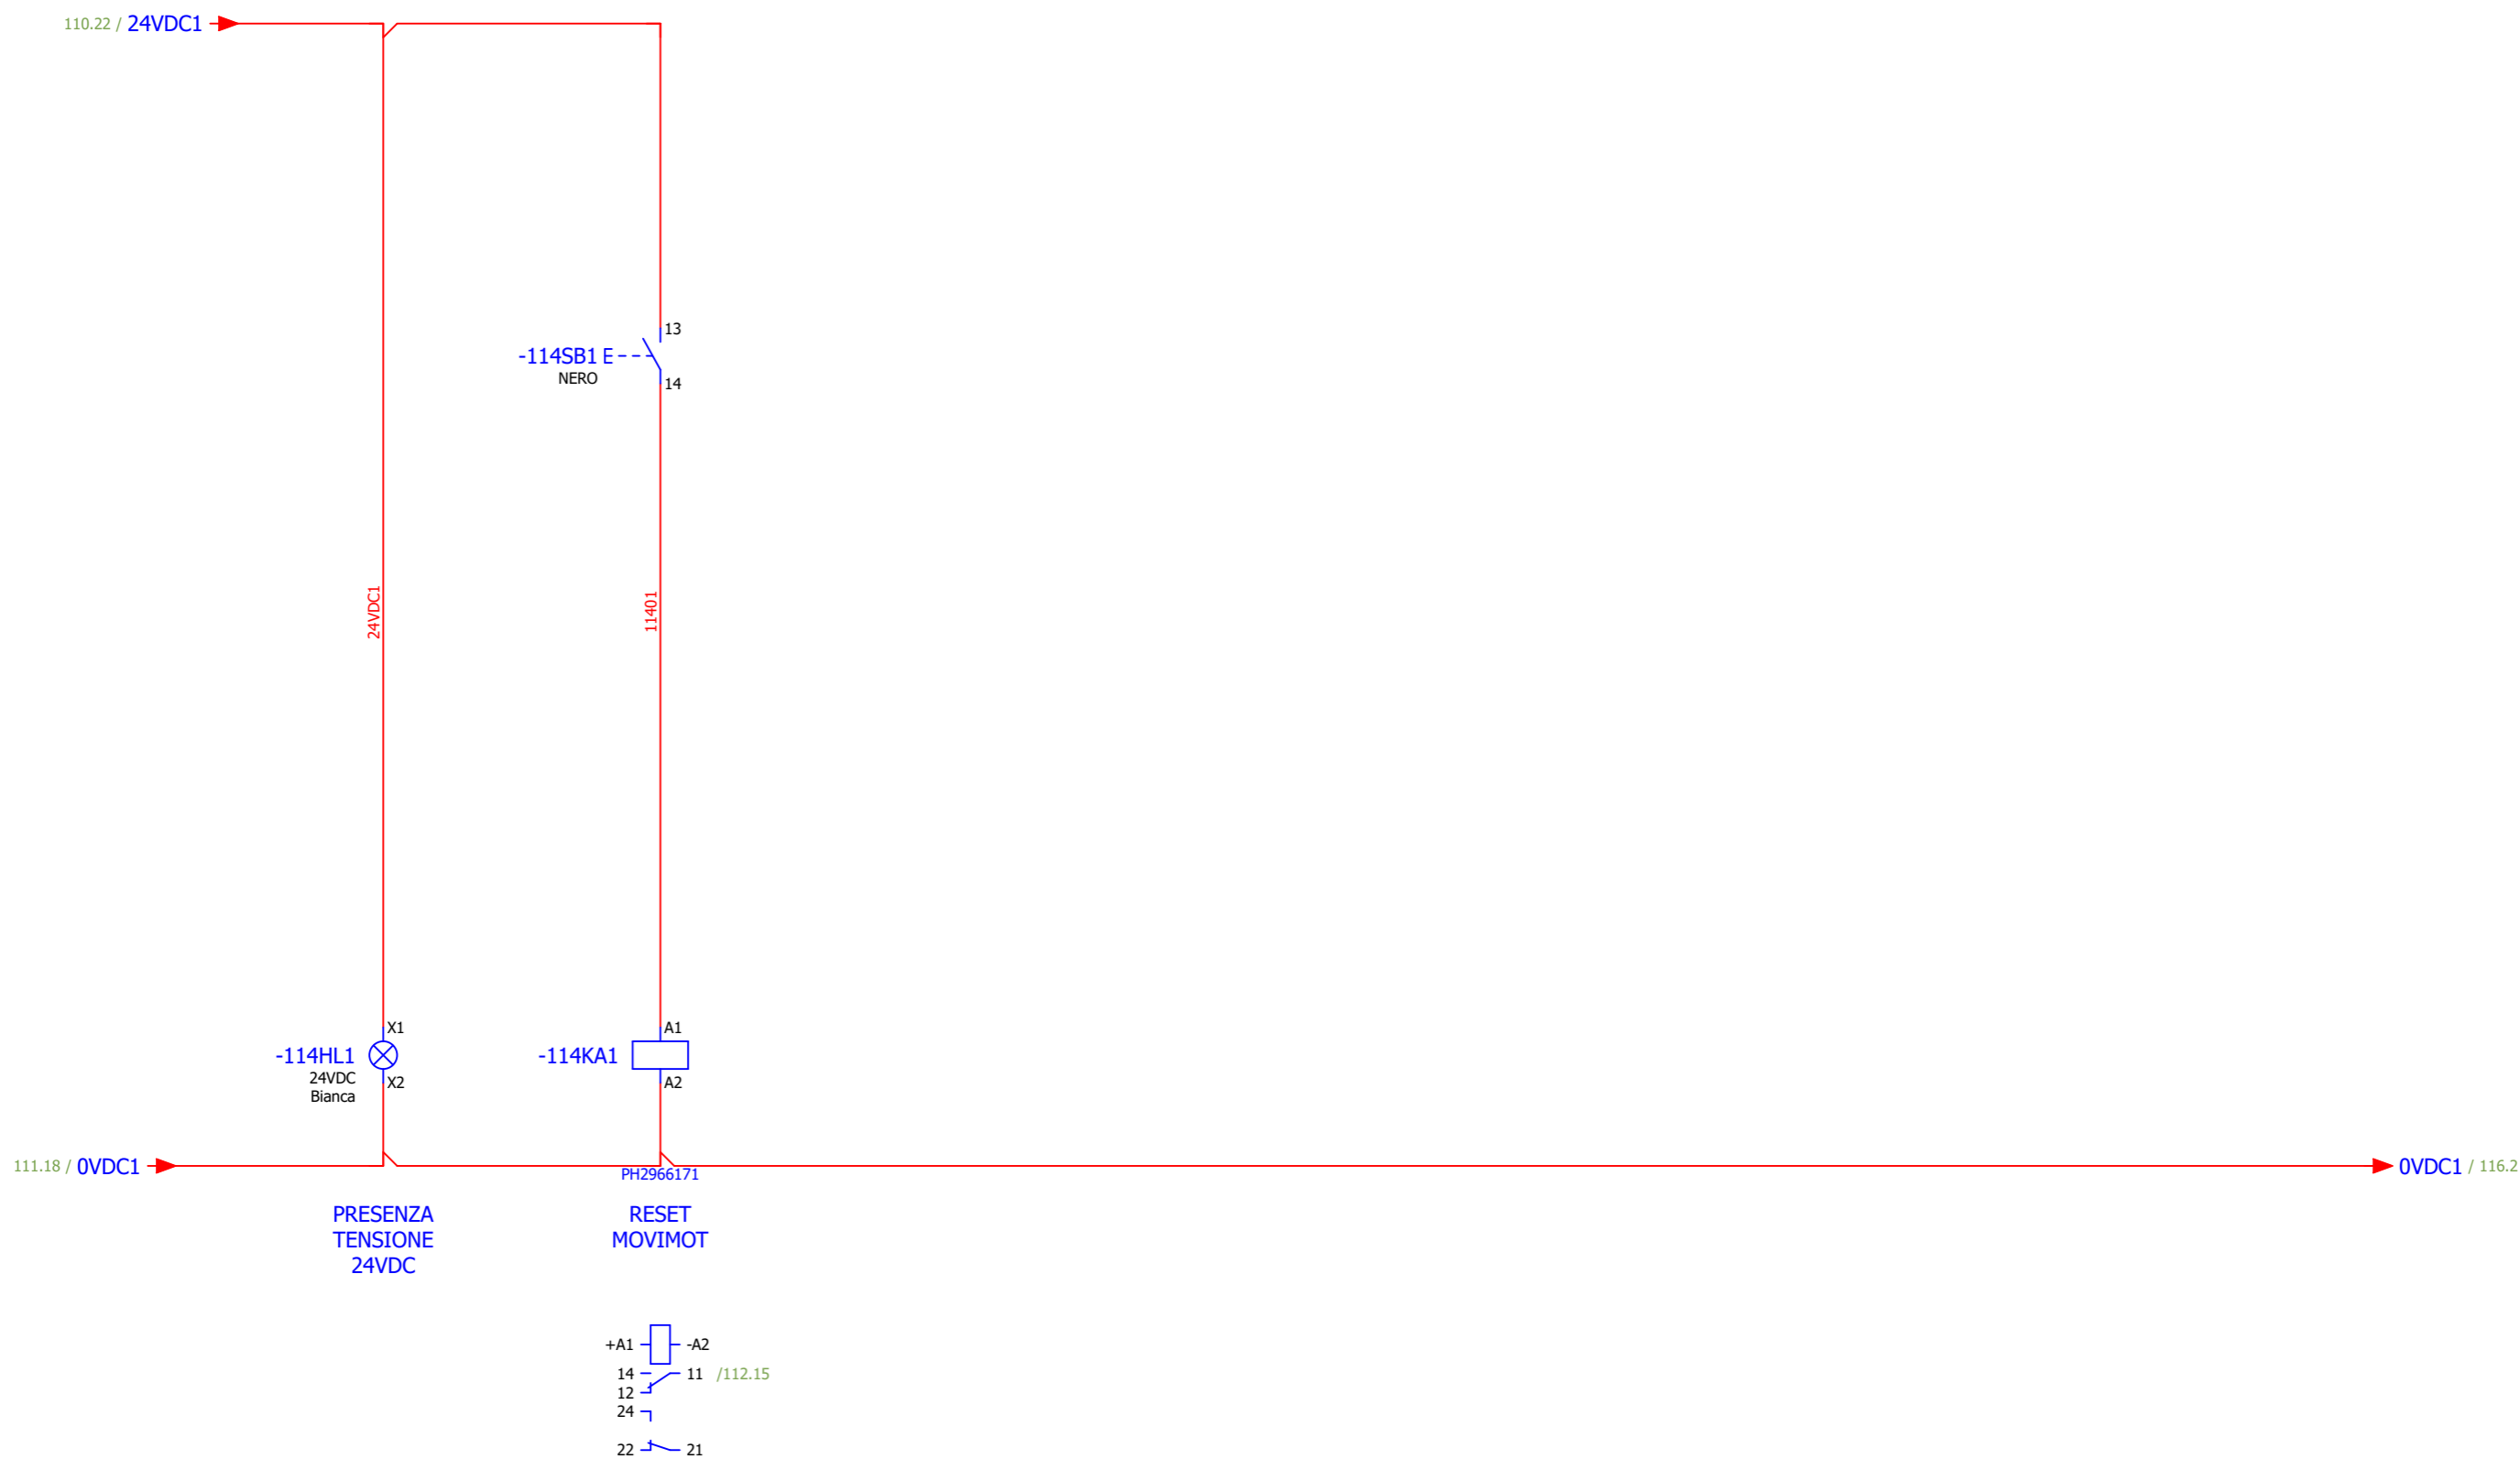 110.22 / 24VDC1
13
-114SB1 E
NERO
14
24VDC1
11401
X1
-114HL1
24VDC
Bianca
X2
A1
-114KA1
A2
111.18 / 0VDC1
0VDC1 / 116.2
PH2966171
PRESENZA
TENSIONE
24VDC
RESET
MOVIMOT
+A1 -A2
14 11 /112.15
12
24
22 21